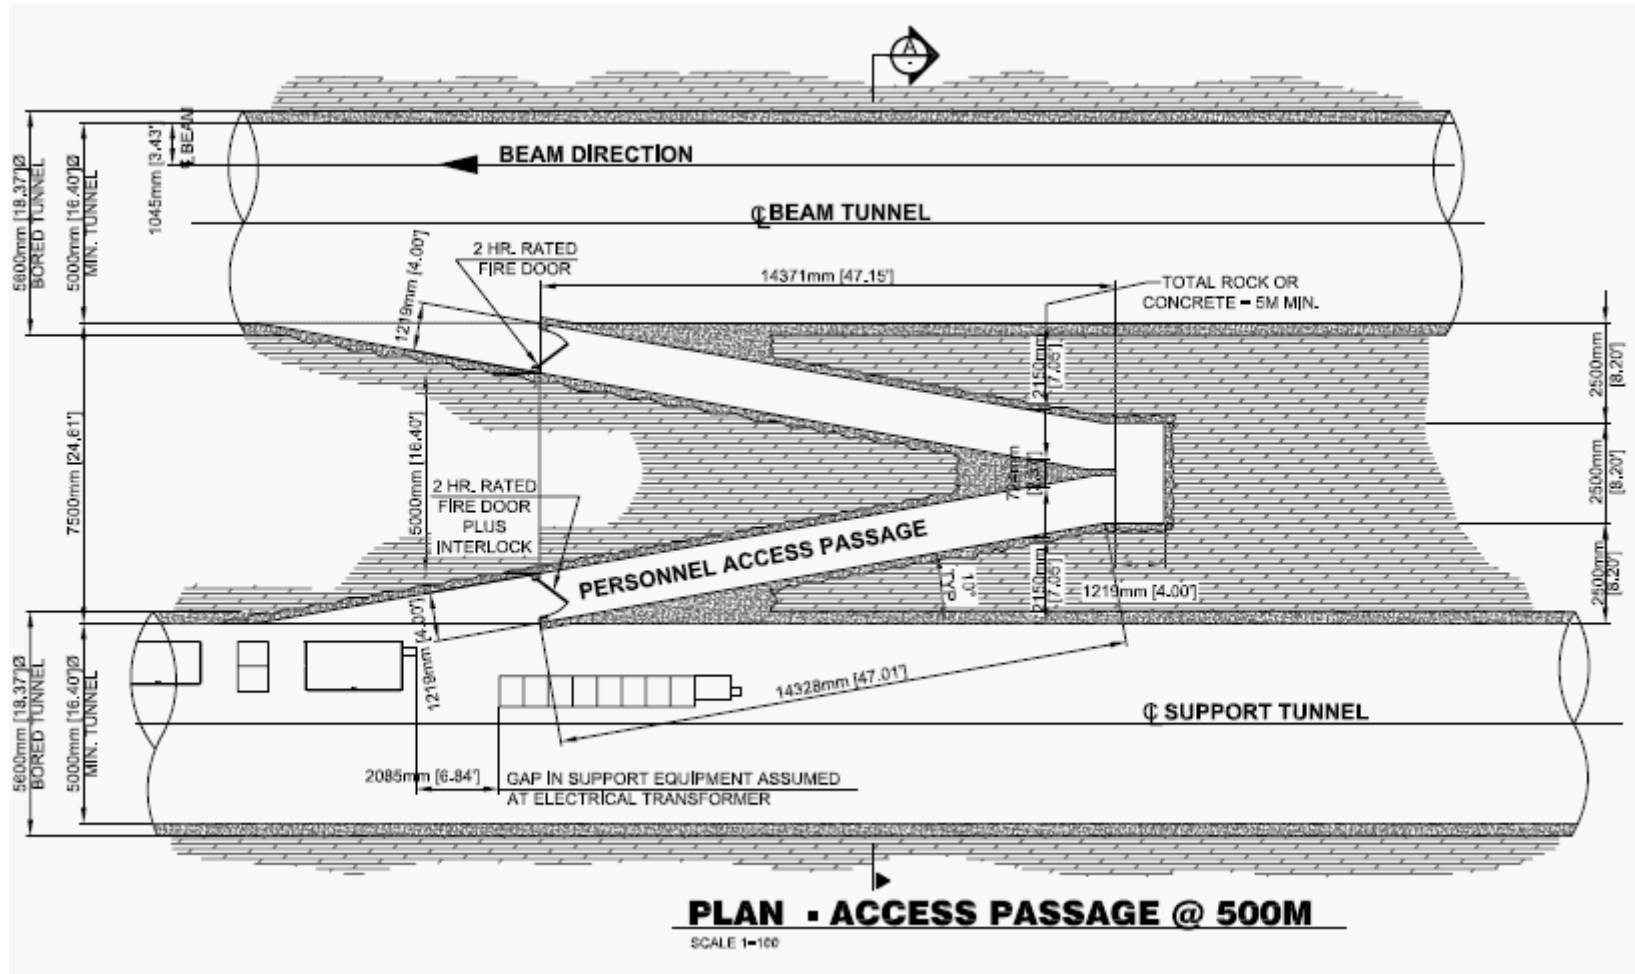 A
-
BEAM DIRECTION
℄ BEAM TUNNEL
℄ BEAM
1045mm [3.43']
5600mm [18.37']Ø
BORED TUNNEL
5000mm [16.40']Ø
MIN. TUNNEL
2 HR. RATED
FIRE DOOR
1219mm [4.00']
14371mm [47.15']
TOTAL ROCK OR
CONCRETE = 5M MIN.
2150mm
[7.05']
2500mm
[8.20']
2500mm
[8.20']
2500mm
[8.20']
7500mm [24.61']
5000mm [16.40']
2 HR. RATED
FIRE DOOR
PLUS
INTERLOCK
PERSONNEL ACCESS PASSAGE
10°
TYP
2150mm
[7.05']
1219mm [4.00']
1219mm [4.00']
14328mm [47.01']
5600mm [18.37']Ø
BORED TUNNEL
5000mm [16.40']Ø
MIN. TUNNEL
℄ SUPPORT TUNNEL
2085mm [6.84']
GAP IN SUPPORT EQUIPMENT ASSUMED
AT ELECTRICAL TRANSFORMER
PLAN - ACCESS PASSAGE @ 500M
SCALE 1=100